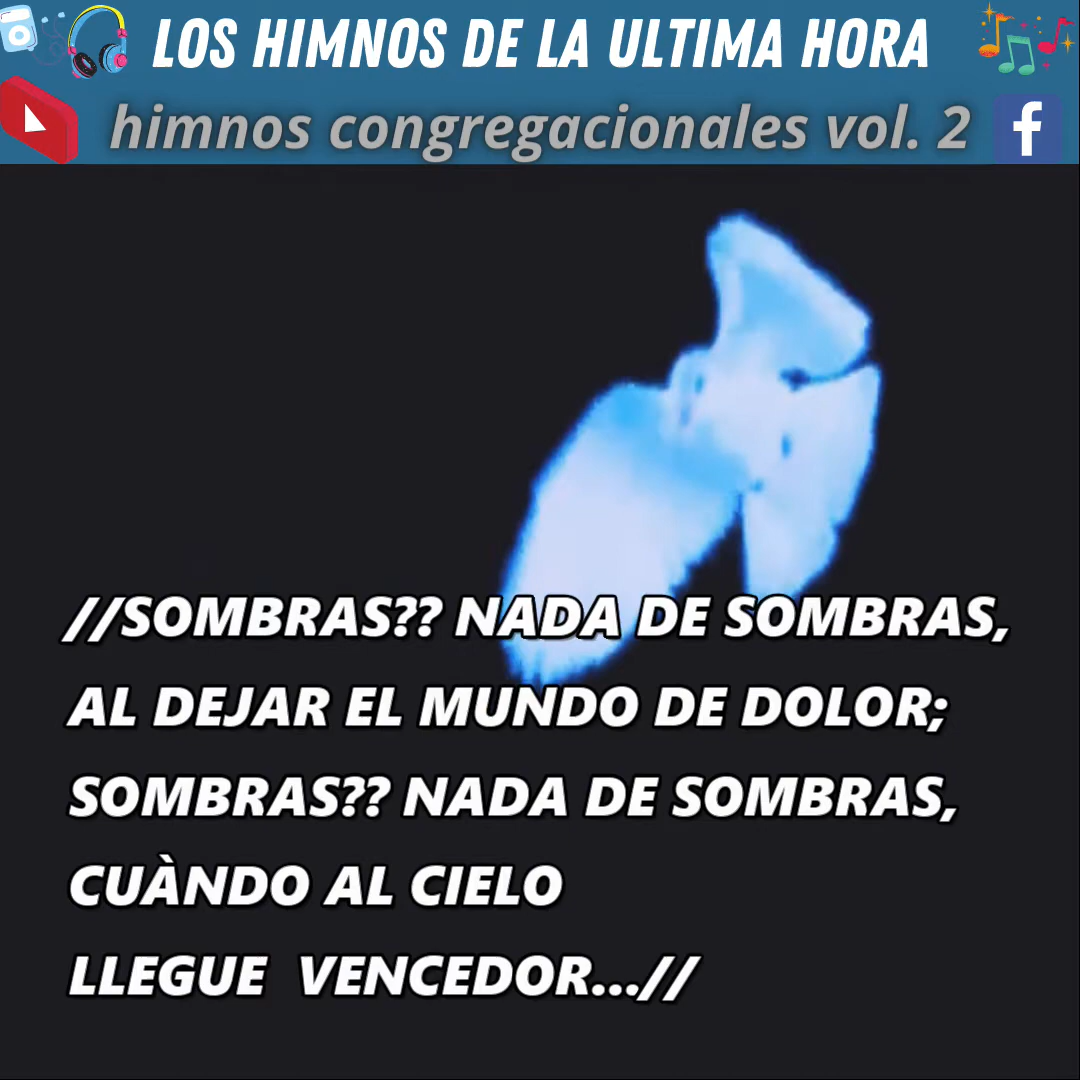 LOS HIMNOS DE LA ULTIMA HORA
himnos congregacionales vol. 2
f
//SOMBRAS?? NADA DE SOMBRAS,
AL DEJAR EL MUNDO DE DOLOR;
SOMBRAS?? NADA DE SOMBRAS,
CUÀNDO AL CIELO
LLEGUE  VENCEDOR...//